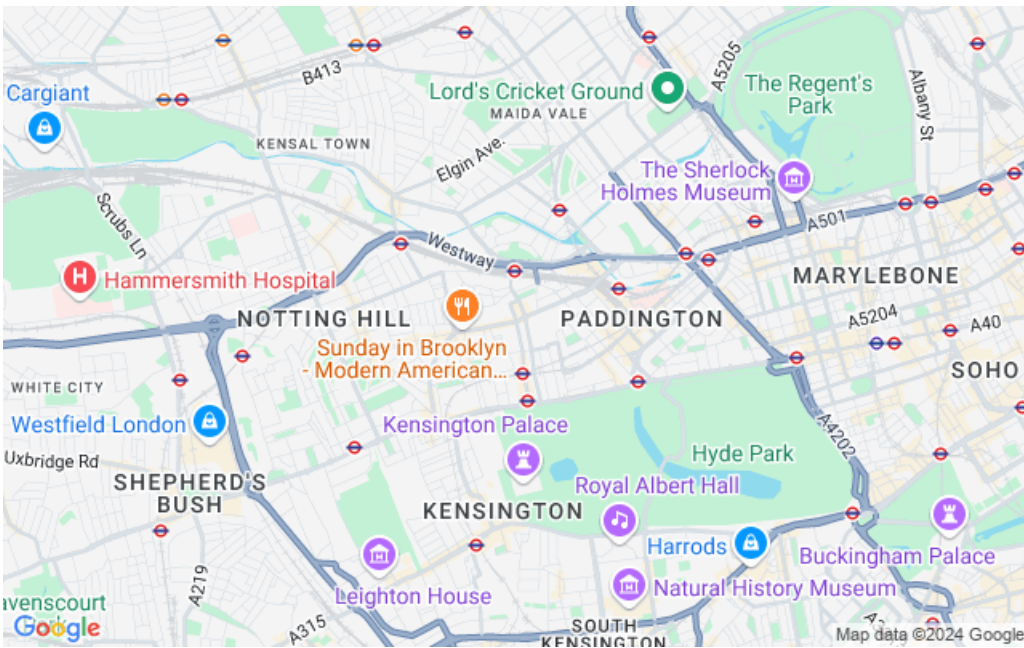 B413
A5205
Cargiant
Lord's Cricket Ground
MAIDA VALE
The Regent's
Park
Albany St
KENSAL TOWN
Elgin Ave.
The Sherlock
Holmes Museum
Scrubs Ln
A501
Westway
H
Hammersmith Hospital
MARYLEBONE
NOTTING HILL
PADDINGTON
A5204
A40
Sunday in Brooklyn
- Modern American...
SOHO
WHITE CITY
Westfield London
Kensington Palace
A4202
Uxbridge Rd
Hyde Park
SHEPHERD'S
BUSH
Royal Albert Hall
KENSINGTON
Harrods
Buckingham Palace
A219
Leighton House
Natural History Museum
avenscourt
Google
A315
SOUTH
KENSINGTON
Map data ©2024 Google